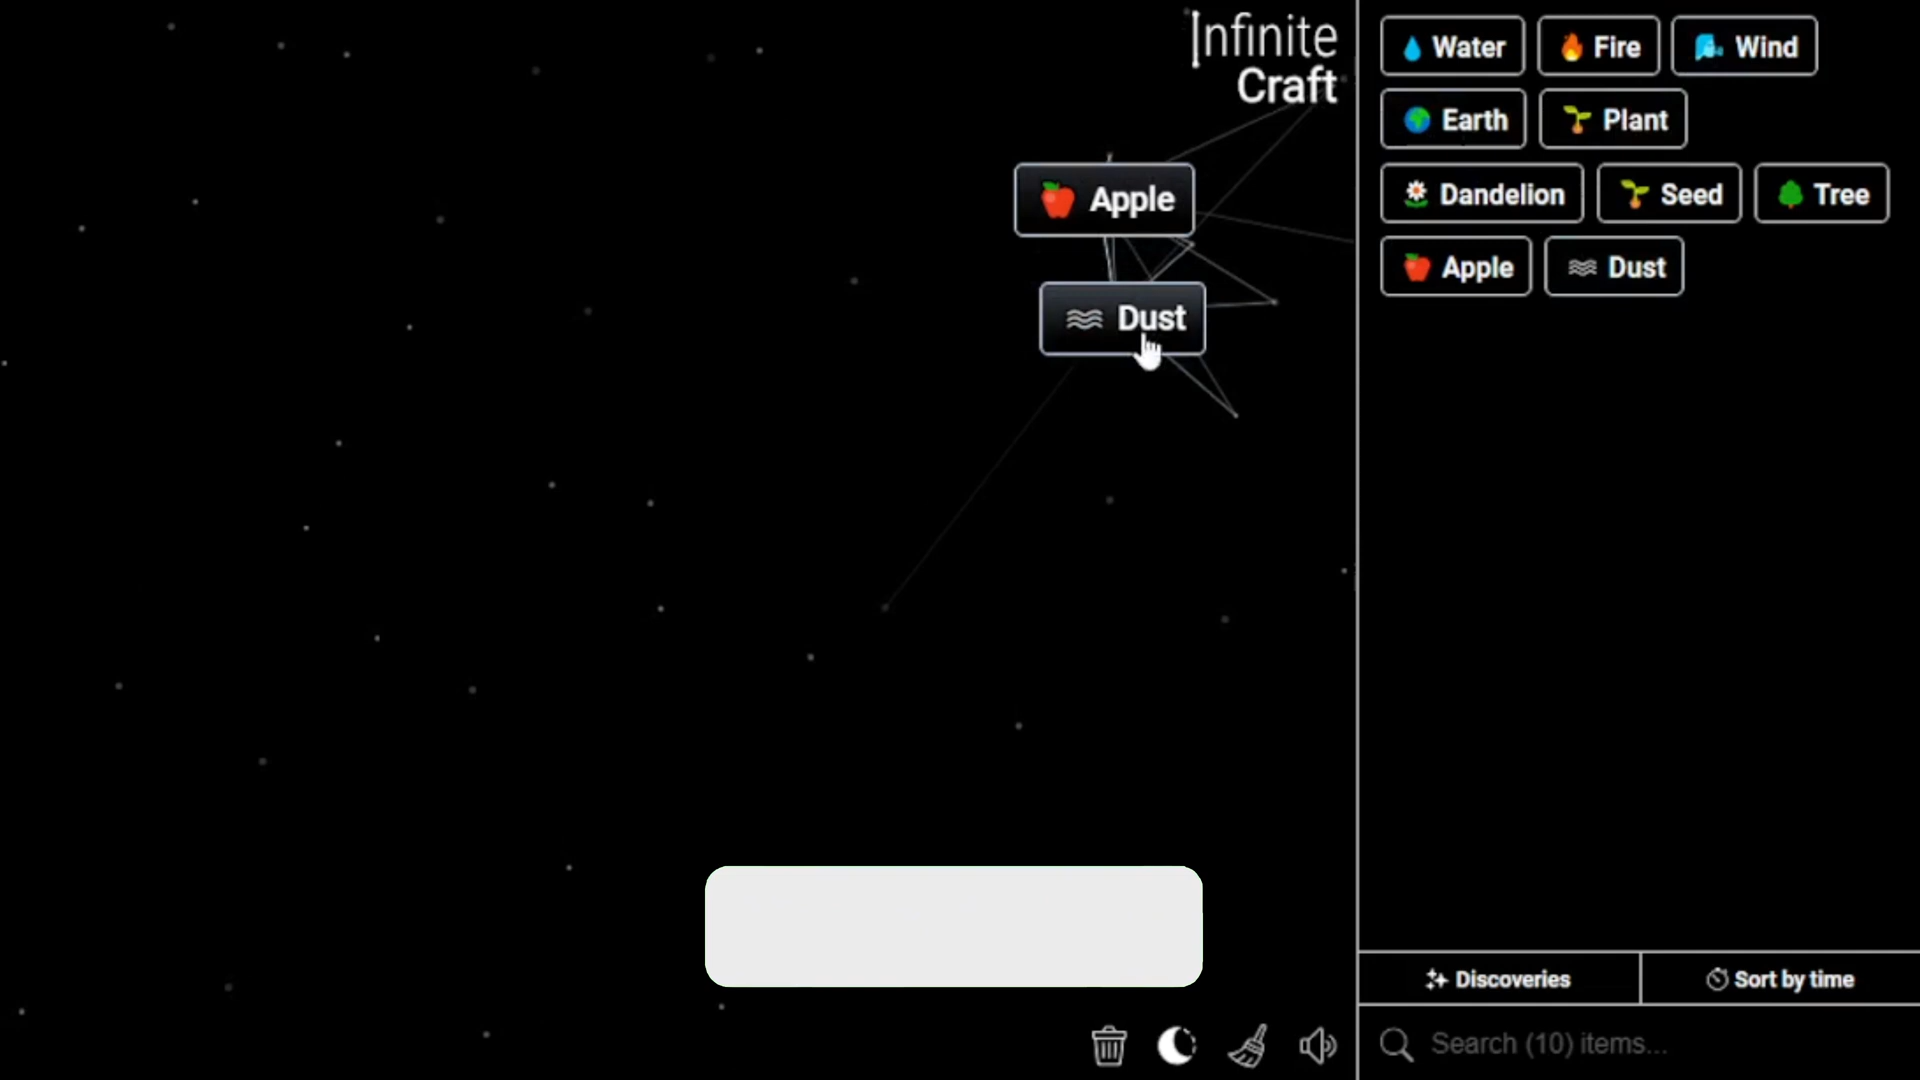 Infinite
Craft
Apple
Dust
Water Fire Wind
Earth Plant
Dandelion Seed Tree
Apple Dust
Discoveries Sort by time
Search (10) items...